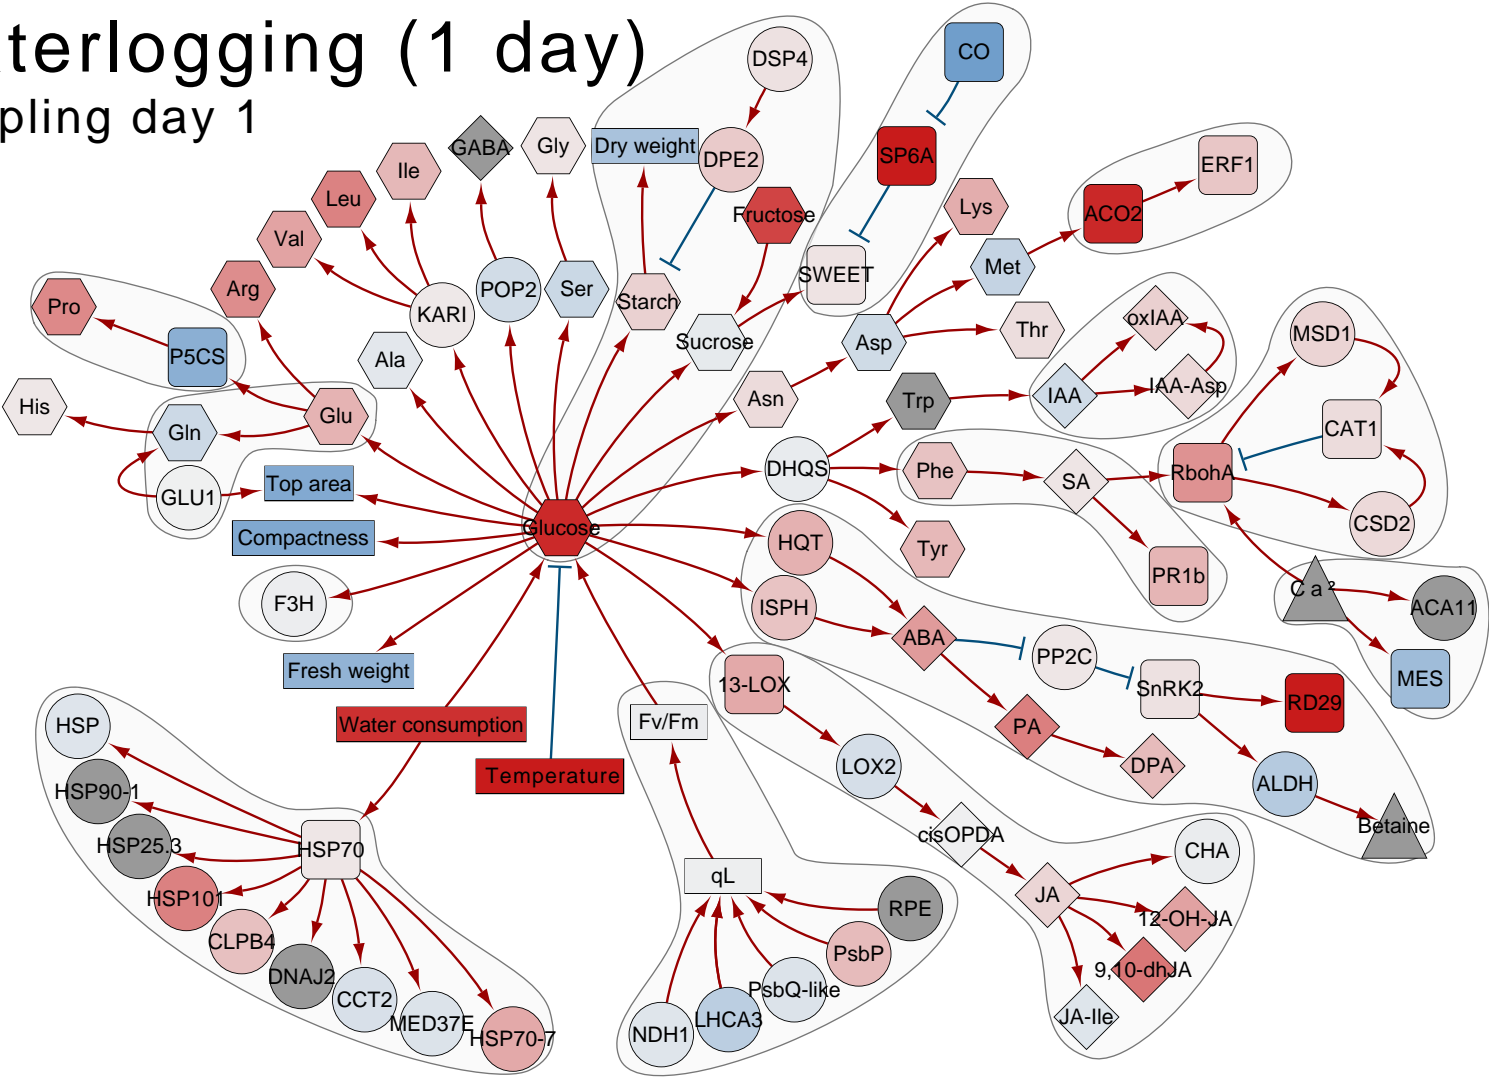 terlogging (1 day)
pling day 1
DSP4
CO
GABA
Gly
Dry weight
DPE2
SP6A
ERF1
Ile
Leu
Fructose
Lys
ACO2
Val
Arg
POP2
Ser
Starch
SWEET
Met
Pro
KARI
Sucrose
Asp
Thr
oxIAA
MSD1
P5CS
Ala
Asn
Trp
IAA
IAA-Asp
His
Gln
Glu
CAT1
GLU1
Top area
DHQS
Phe
SA
RbohA
Compactness
Glucose
HQT
Tyr
CSD2
F3H
ISPH
PR1b
Ca²
ACA11
Fresh weight
ABA
PP2C
MES
HSP
Water consumption
Fv/Fm
13-LOX
SnRK2
RD29
PA
Temperature
LOX2
DPA
ALDH
HSP90-1
Betaine
HSP25.3
HSP70
cisOPDA
CHA
HSP101
qL
JA
CLPB4
RPE
12-OH-JA
DNAJ2
PsbP
9,10-dhJA
CCT2
PsbQ-like
MED37E
LHCA3
JA-Ile
HSP70-7
NDH1